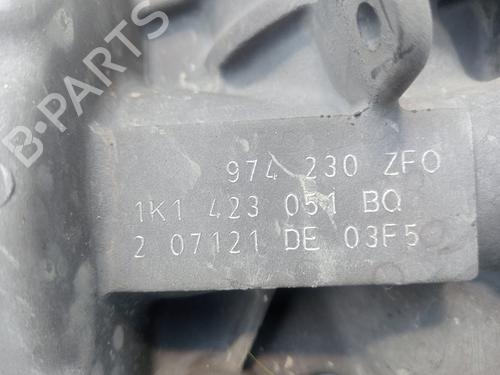 B-PARTS
974 230 ZFO
1K1 423 051 BQ
2 07121 DE 03F5